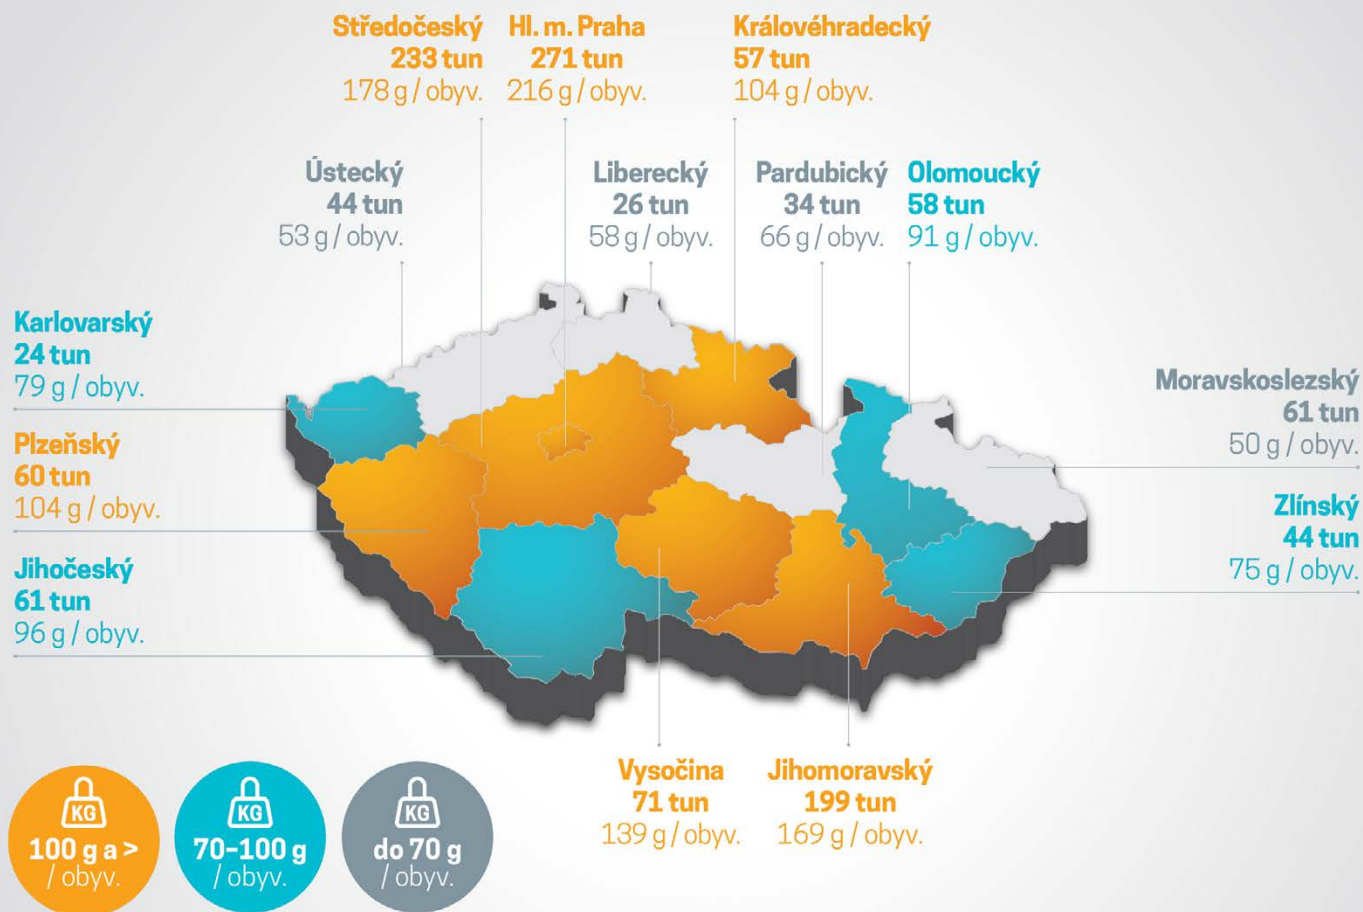 Středočeský
233 tun
178 g / obyv.
Hl. m. Praha
271 tun
216 g / obyv.
Královéhradecký
57 tun
104 g / obyv.
Ústecký
44 tun
53 g / obyv.
Liberecký
26 tun
58 g / obyv.
Pardubický
34 tun
66 g / obyv.
Olomoucký
58 tun
91 g / obyv.
Karlovarský
24 tun
79 g / obyv.
Plzeňský
60 tun
104 g / obyv.
Jihočeský
61 tun
96 g / obyv.
Moravskoslezský
61 tun
50 g / obyv.
Zlínský
44 tun
75 g / obyv.
Vysočina
71 tun
139 g / obyv.
Jihomoravský
199 tun
169 g / obyv.
KG
100 g a >
/ obyv.
KG
70-100 g
/ obyv.
KG
do 70 g
/ obyv.